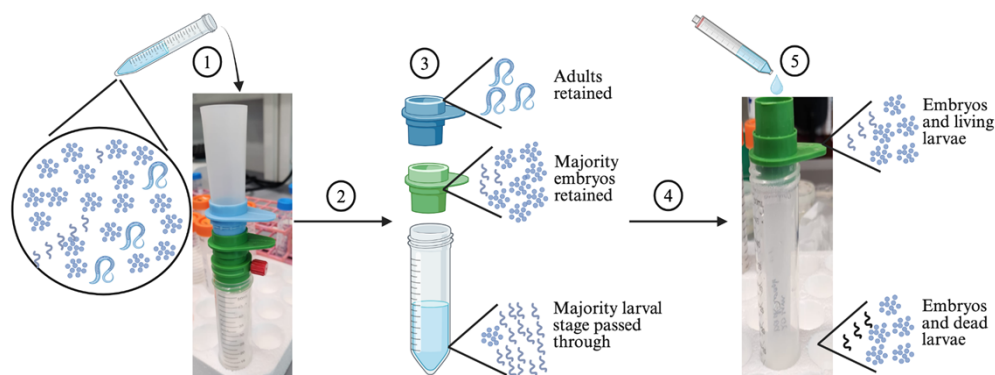 1
2
3
Adults
retained
Majority
embryos
retained
Majority larval
stage passed
through
4
5
Embryos
and living
larvae
Embryos
and dead
larvae